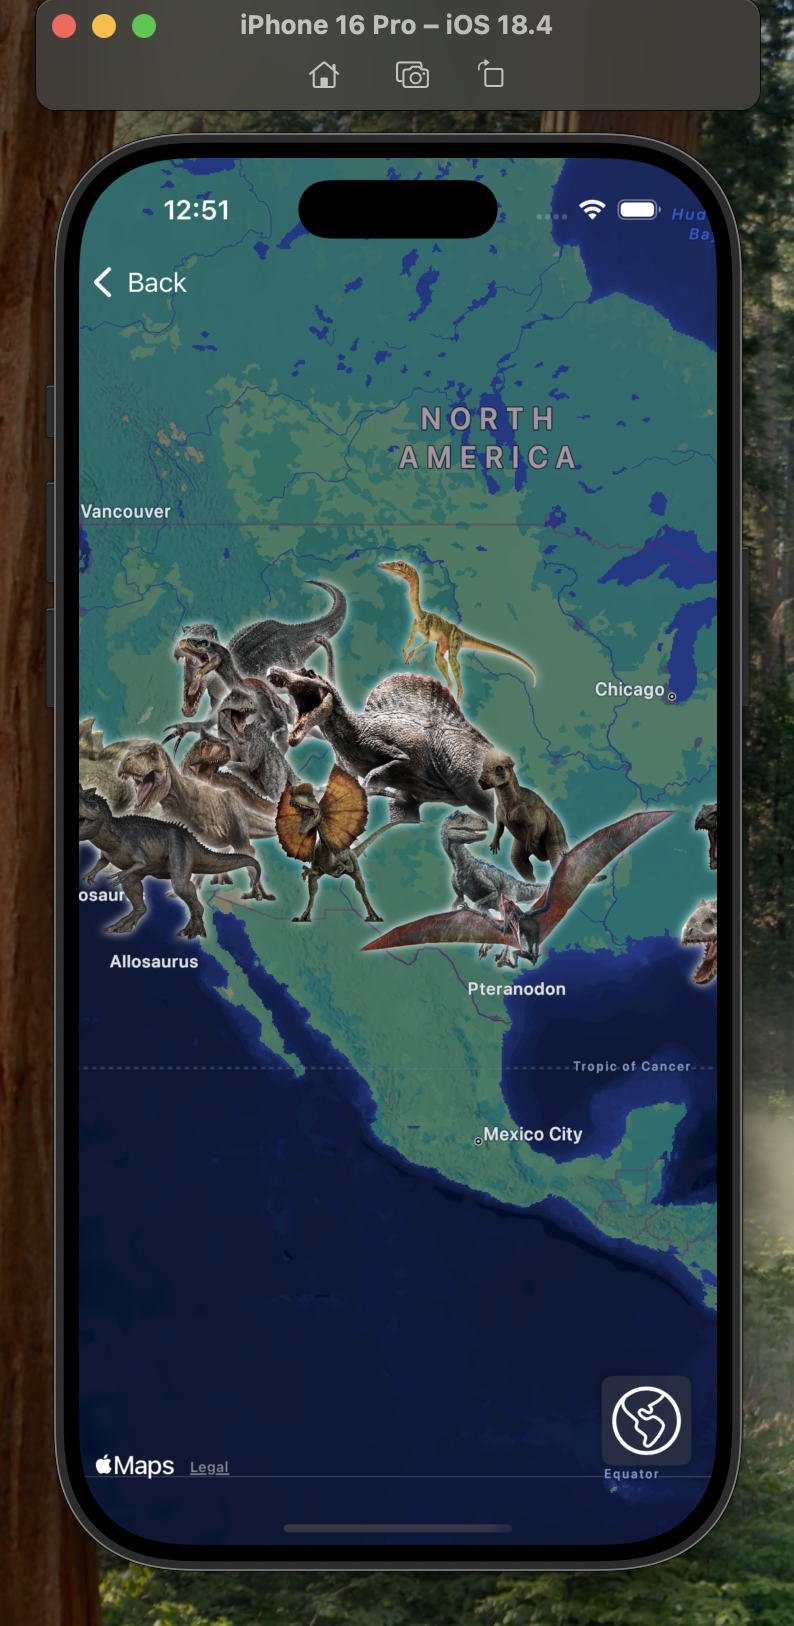 iPhone 16 Pro – iOS 18.4
12:51
Hud
Ba
Back
NORTH
AMERICA
Vancouver
Chicago
osaur
Allosaurus
Pteranodon
Tropic of Cancer
Mexico City
Maps Legal
Equator